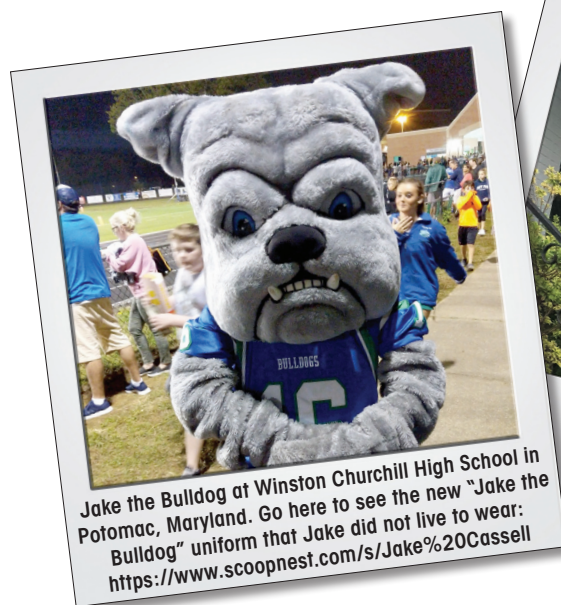 BULLDOGS
16
Jake the Bulldog at Winston Churchill High School in
Potomac, Maryland. Go here to see the new “Jake the
Bulldog” uniform that Jake did not live to wear:
https://www.scoopnest.com/s/Jake%20Cassell